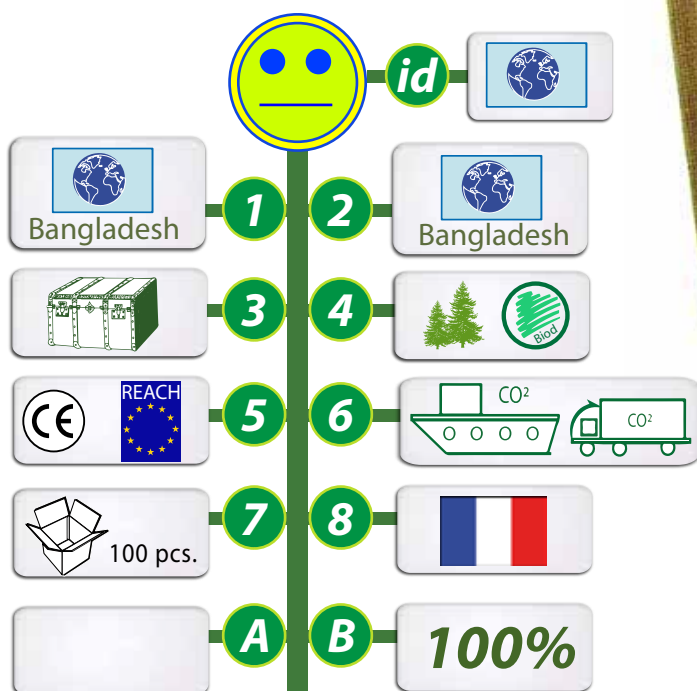 id
Bangladesh
1
2
Bangladesh
3
4
Biod
CE
REACH
5
6
CO²
CO²
100 pcs.
7
8
A
B
100%